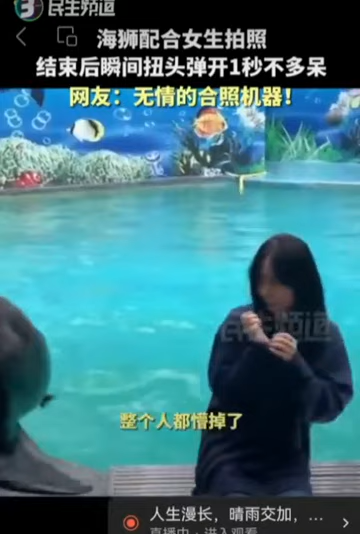 民生频道
海狮配合女生拍照
结束后瞬间扭头弹开1秒不多呆
网友：无情的合照机器！
民生频道
整个人都懵掉了
人生漫长，晴雨交加，...
直播中·进入观看